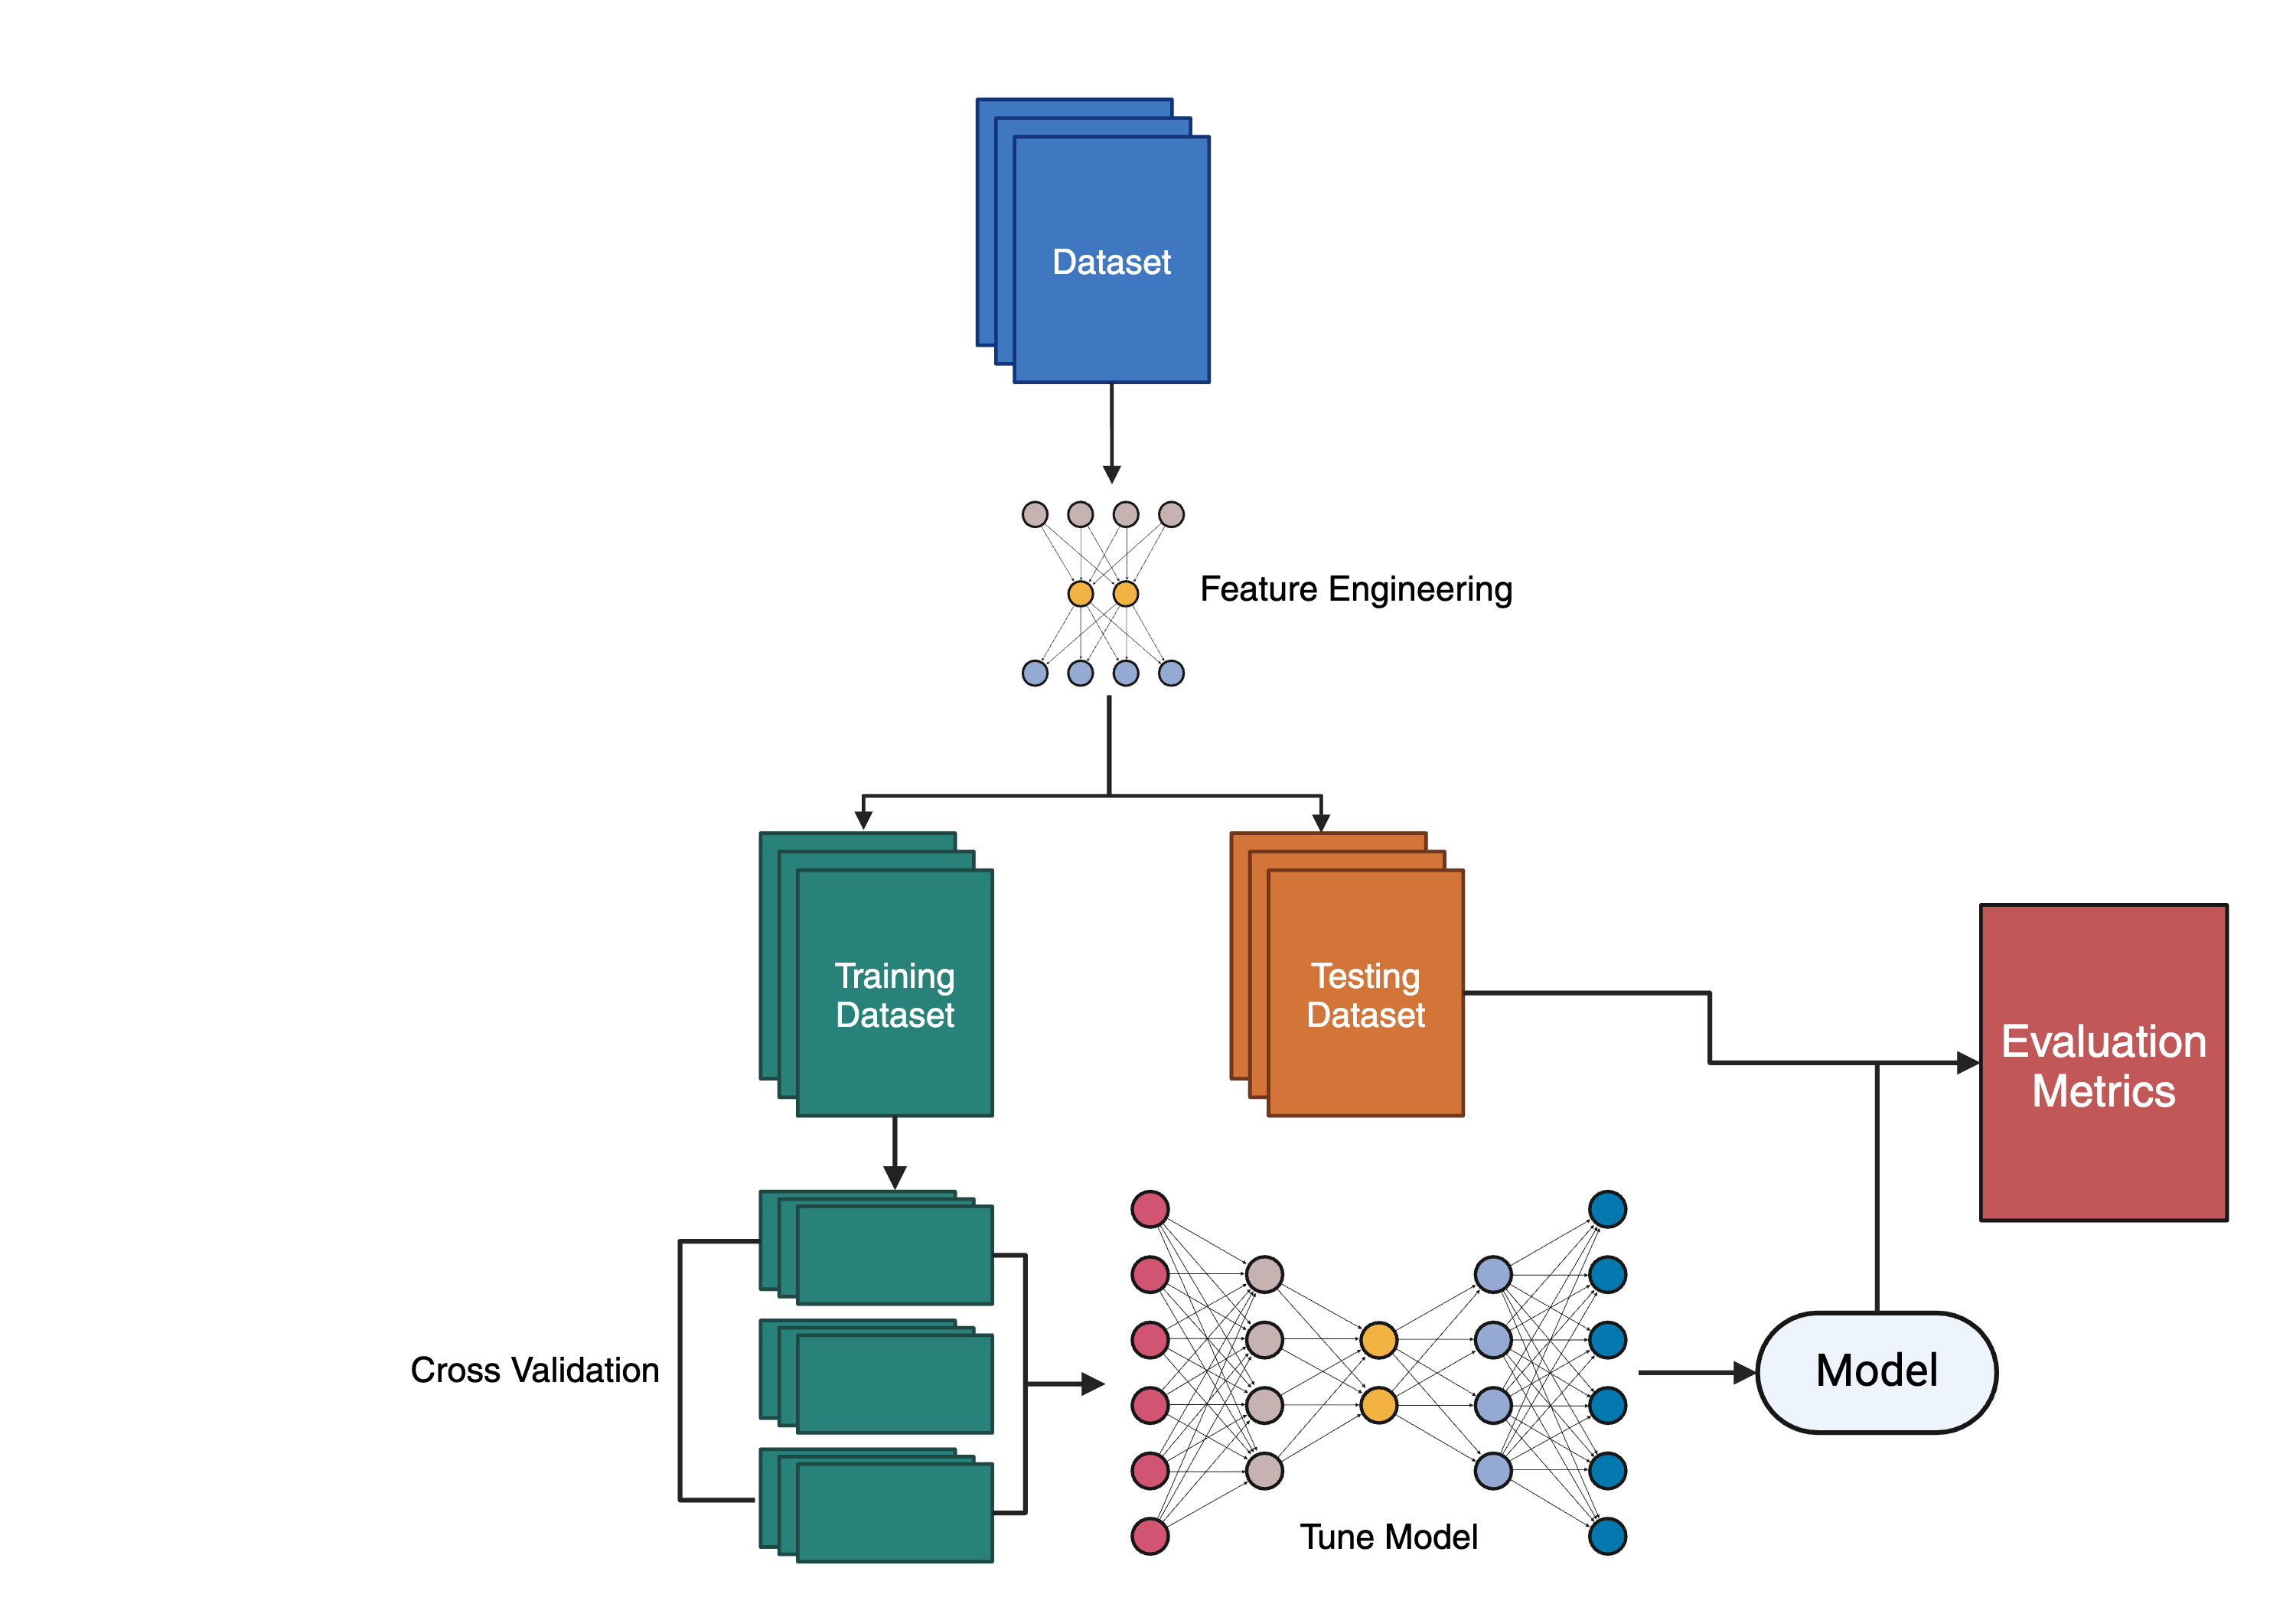 Dataset
Feature Engineering
Training
Dataset
Testing
Dataset
Evaluation
Metrics
Cross Validation
Model
Tune Model